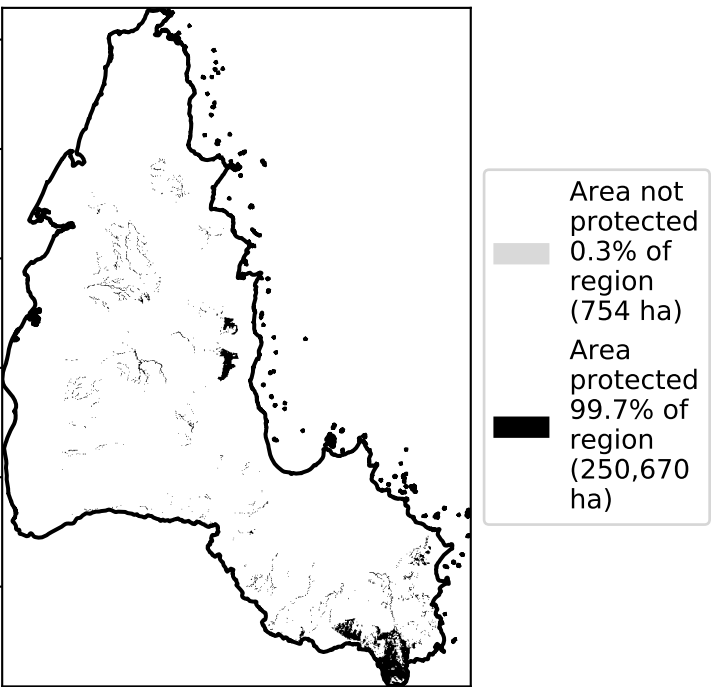 Area not
protected
0.3% of
region
(754 ha)
Area
protected
99.7% of
region
(250,670
ha)